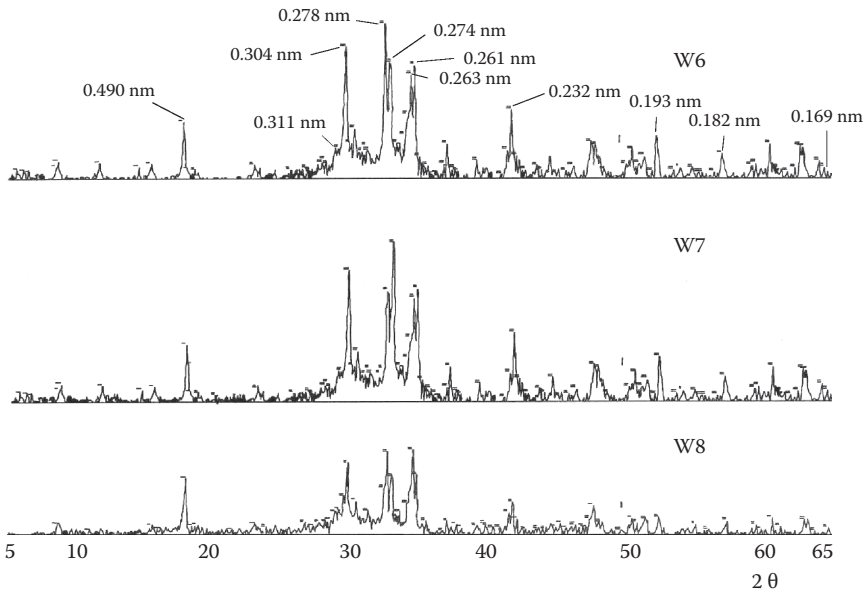 0.278 nm
0.274 nm
0.304 nm
0.261 nm
W6
0.263 nm
0.490 nm
0.232 nm
0.193 nm
0.311 nm
0.182 nm
0.169 nm
W7
W8
5 10 20 30 40 50 60 65
2 θ